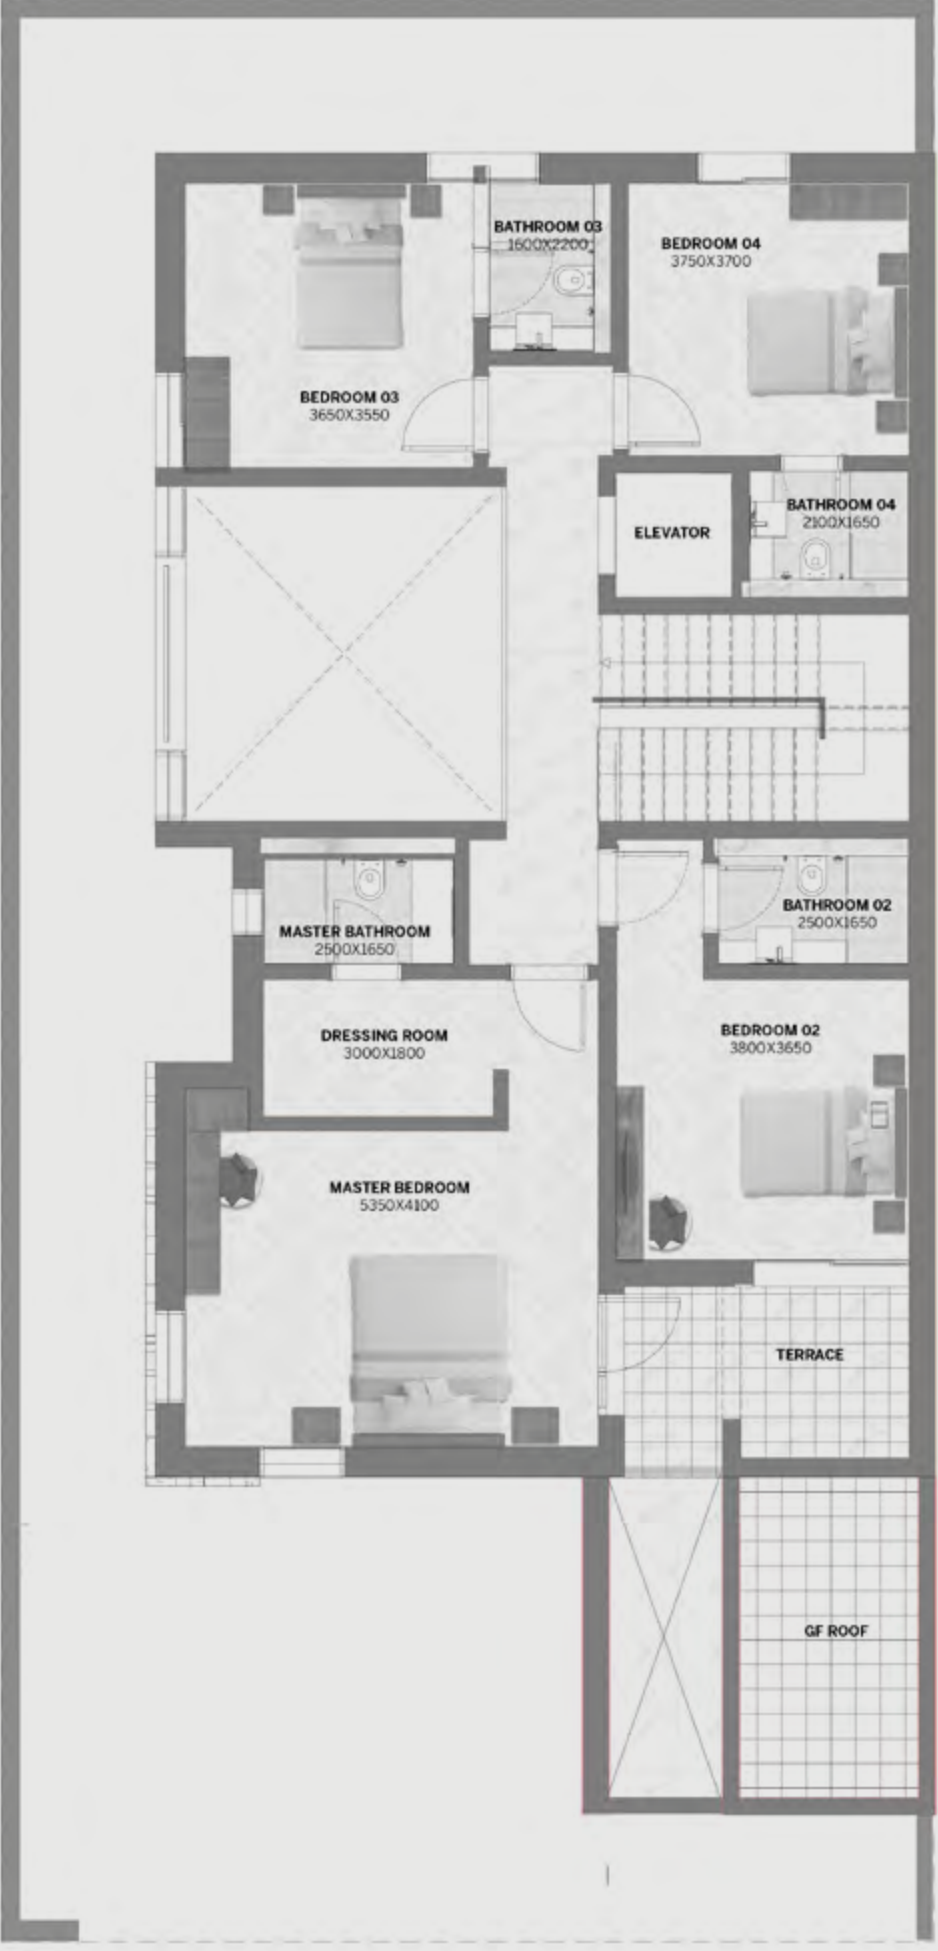 BATHROOM 03
1600X2200
BEDROOM 04
3750X3700
BEDROOM 03
3650X3550
BATHROOM 04
2100X1650
ELEVATOR
BATHROOM 02
2500X1650
MASTER BATHROOM
2500X1650
DRESSING ROOM
3000X1800
BEDROOM 02
3800X3650
MASTER BEDROOM
5350X4100
TERRACE
GF ROOF